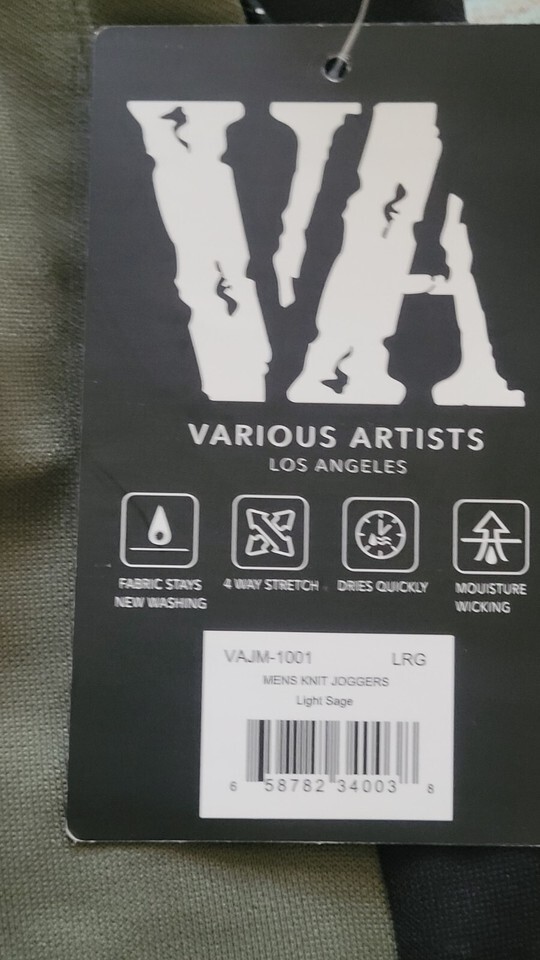 VA
VARIOUS ARTISTS
LOS ANGELES
FABRIC STAYS
NEW WASHING
4 WAY STRETCH
DRIES QUICKLY
MOUISTURE
WICKING
VAJM-1001 LRG
MENS KNIT JOGGERS
Light Sage
6 58782 34003 8